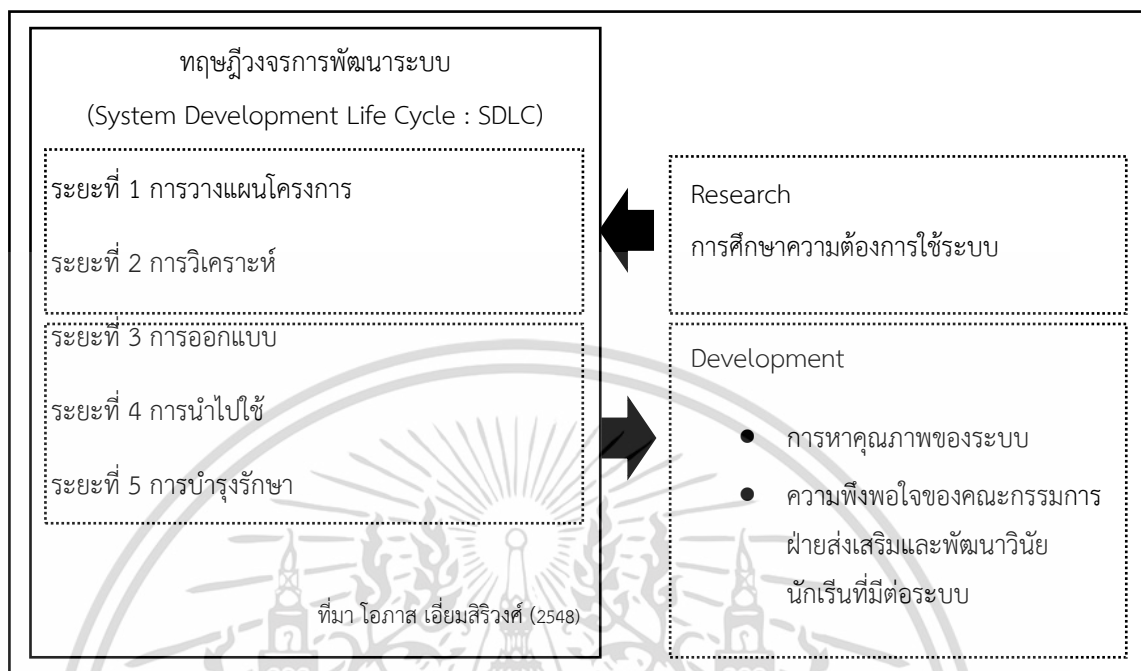 ทฤษฎีวงจรการพัฒนาระบบ
(System Development Life Cycle : SDLC)
ระยะที่ 1 การวางแผนโครงการ
ระยะที่ 2 การวิเคราะห์
ระยะที่ 3 การออกแบบ
ระยะที่ 4 การนำไปใช้
ระยะที่ 5 การบำรุงรักษา
ที่มา โอภาส เอี่ยมสิริวงศ์ (2548)
Research
การศึกษาความต้องการใช้ระบบ
Development
● การหาคุณภาพของระบบ
● ความพึงพอใจของคณะกรรมการ
ฝ่ายส่งเสริมและพัฒนาวินัย
นักเรีนที่มีต่อระบบ